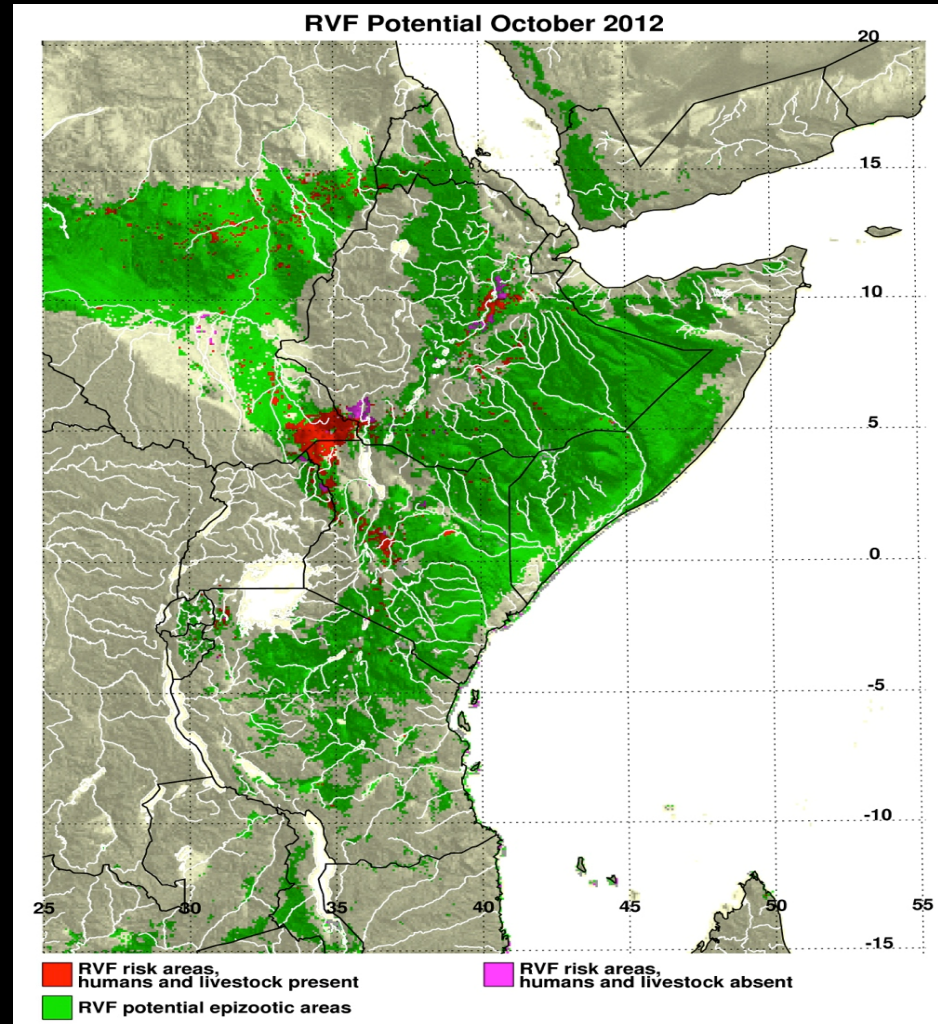 RVF Potential October 2012
20
15
10
5
0
-5
-10
25 30 35 40 45 50 55
-15
RVF risk areas,
humans and livestock present
RVF risk areas,
humans and livestock absent
RVF potential epizootic areas